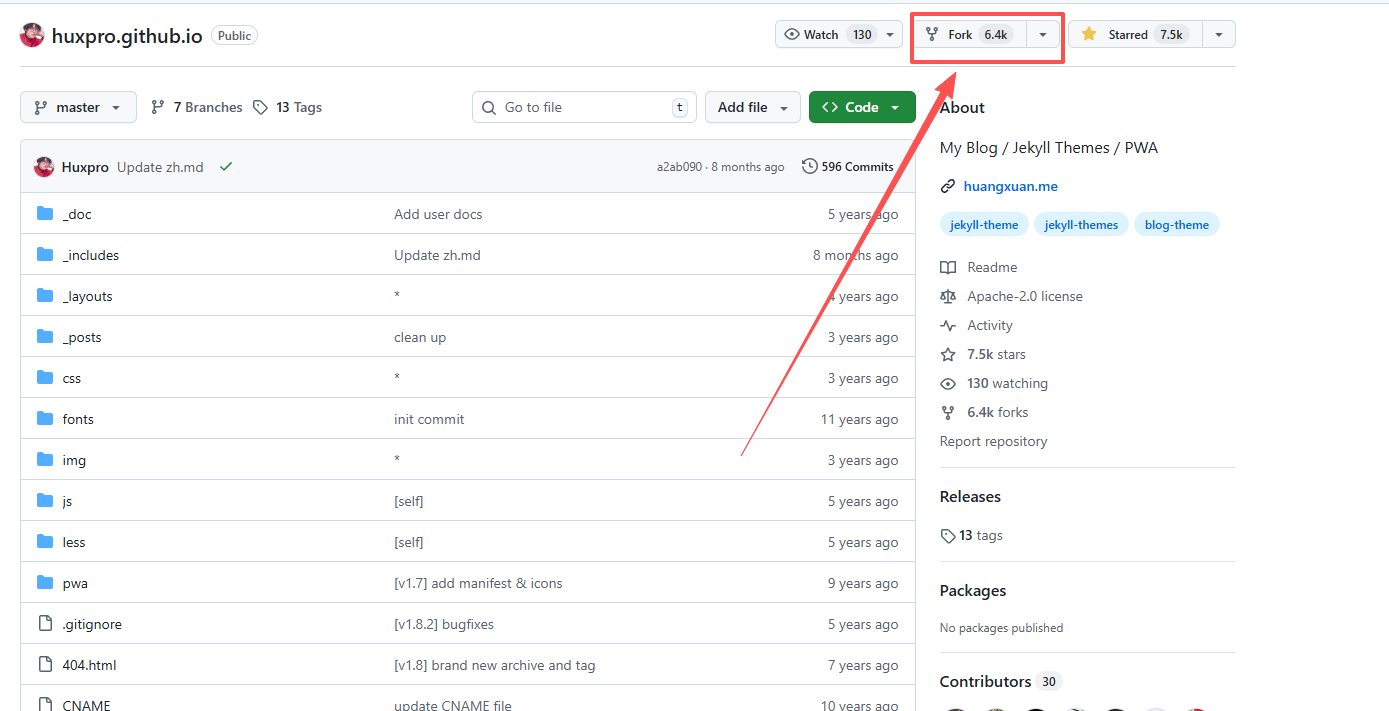 huxpro.github.io Public Watch 130 Fork 6.4k Starred 7.5k
master 7 Branches 13 Tags Go to file t Add file Code
Huxpro Update zh.md a2ab090 · 8 months ago 596 Commits
_doc Add user docs 5 years ago
_includes Update zh.md 8 months ago
_layouts * 4 years ago
_posts clean up 3 years ago
css * 3 years ago
fonts init commit 11 years ago
img * 3 years ago
js [self] 5 years ago
less [self] 5 years ago
pwa [v1.7] add manifest & icons 9 years ago
.gitignore [v1.8.2] bugfixes 5 years ago
404.html [v1.8] brand new archive and tag 7 years ago
CNAME update CNAME file 10 years ago
About
My Blog / Jekyll Themes / PWA
huangxuan.me
jekyll-theme jekyll-themes blog-theme
Readme
Apache-2.0 license
Activity
7.5k stars
130 watching
6.4k forks
Report repository
Releases
13 tags
Packages
No packages published
Contributors 30